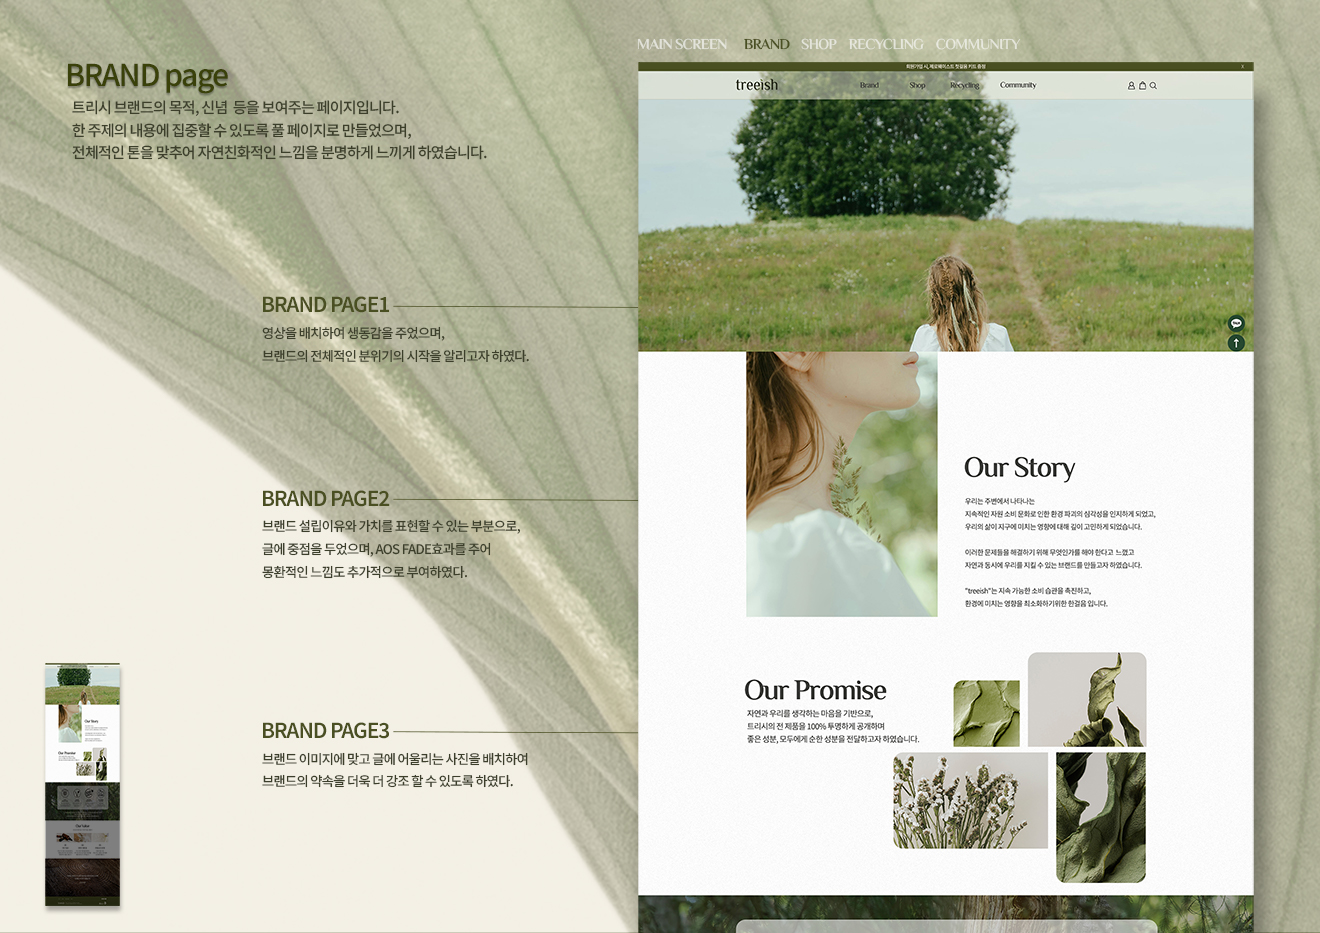 MAIN SCREEN BRAND SHOP RECYCLING COMMUNITY
BRAND page
트리시 브랜드의 목적, 신념 등을 보여주는 페이지입니다.
한 주제의 내용에 집중할 수 있도록 풀 페이지로 만들었으며,
전체적인 톤을 맞추어 자연친화적인 느낌을 분명하게 느끼게 하였습니다.
BRAND PAGE1
영상을 배치하여 생동감을 주었으며,
브랜드의 전체적인 분위기의 시작을 알리고자 하였다.
BRAND PAGE2
브랜드 설립이유와 가치를 표현할 수 있는 부분으로,
글에 중점을 두었으며, AOS FADE효과를 주어
몽환적인 느낌도 추가적으로 부여하였다.
BRAND PAGE3
브랜드 이미지에 맞고 글에 어울리는 사진을 배치하여
브랜드의 약속을 더욱 더 강조 할 수 있도록 하였다.
회원가입 시, 제로웨이스트 첫걸음 키트 증정 X
treeish Brand Shop Recycling Community
Our Story
우리는 주변에서 나타나는
지속적인 자원 소비 문화로 인한 환경 파괴의 심각성을 인지하게 되었고,
우리의 삶이 지구에 미치는 영향에 대해 깊이 고민하게 되었습니다.
이러한 문제들을 해결하기 위해 무엇인가를 해야 한다고 느꼈고
자연과 동시에 우리를 지킬 수 있는 브랜드를 만들고자 하였습니다.
"treeish"는 지속 가능한 소비 습관을 촉진하고,
환경에 미치는 영향을 최소화하기위한 한걸음 입니다.
Our Promise
자연과 우리를 생각하는 마음을 기반으로,
트리시의 전 제품을 100% 투명하게 공개하며
좋은 성분, 모두에게 순한 성분을 전달하고자 하였습니다.
Our Story
Our Promise